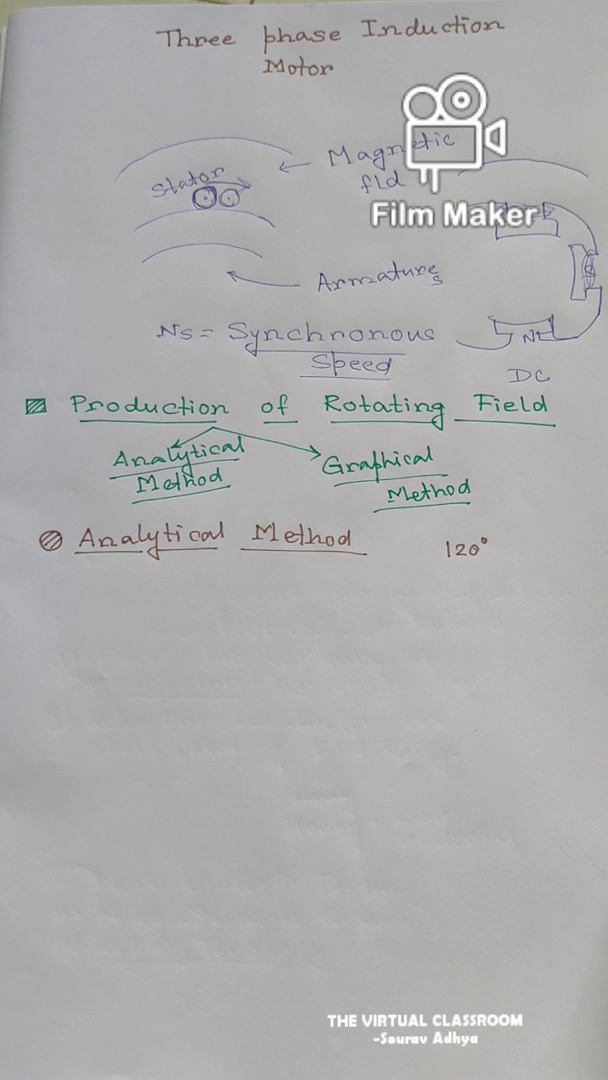 Three phase Induction
Motor
Magnetic
fld
Stator
Film Maker
Armatures
Ns = Synchronous
Speed
N
DC
Production of Rotating Field
Analytical
Method
Graphical
Method
Analytical Method 120°
THE VIRTUAL CLASSROOM
-Sourav Adhya